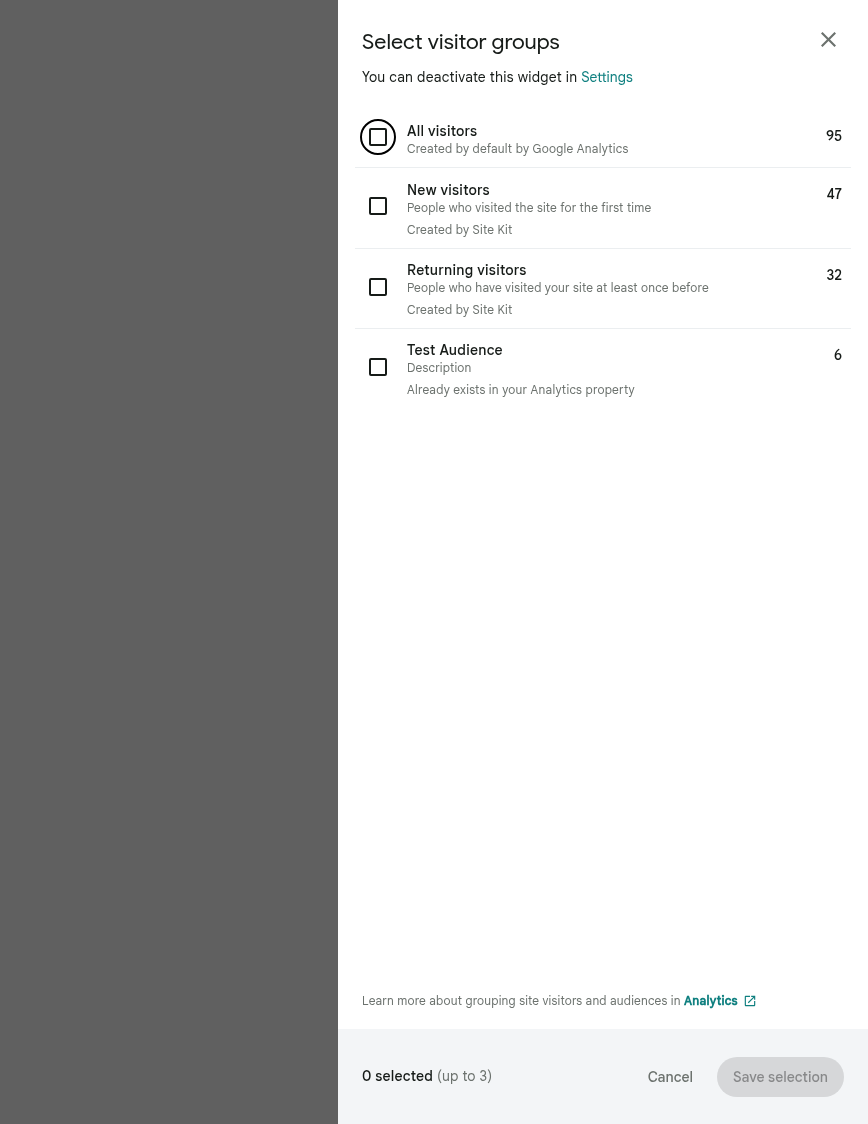 Select visitor groups
You can deactivate this widget in Settings
All visitors
95
Created by default by Google Analytics
New visitors
47
People who visited the site for the first time
Created by Site Kit
Returning visitors
32
People who have visited your site at least once before
Created by Site Kit
Test Audience
6
Description
Already exists in your Analytics property
Learn more about grouping site visitors and audiences in Analytics
0 selected (up to 3)
Cancel
Save selection